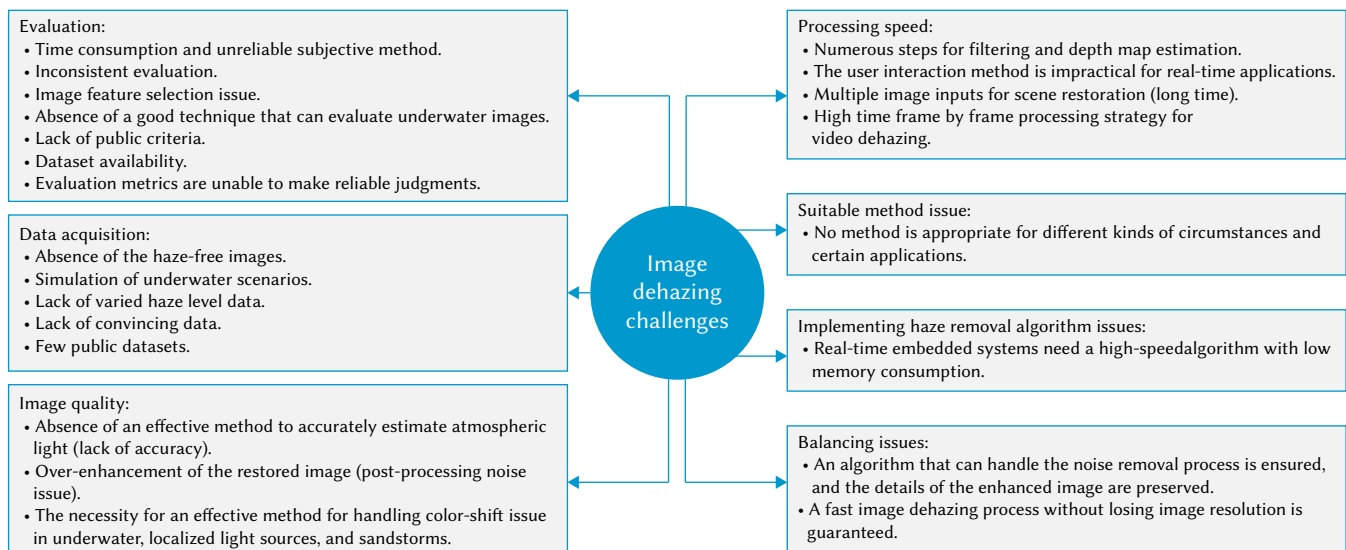 Evaluation:
• Time consumption and unreliable subjective method.
• Inconsistent evaluation.
• Image feature selection issue.
• Absence of a good technique that can evaluate underwater images.
• Lack of public criteria.
• Dataset availability.
• Evaluation metrics are unable to make reliable judgments.
Data acquisition:
• Absence of the haze-free images.
• Simulation of underwater scenarios.
• Lack of varied haze level data.
• Lack of convincing data.
• Few public datasets.
Image quality:
• Absence of an effective method to accurately estimate atmospheric
light (lack of accuracy).
• Over-enhancement of the restored image (post-processing noise
issue).
• The necessity for an effective method for handling color-shift issue
in underwater, localized light sources, and sandstorms.
Image
dehazing
challenges
Processing speed:
• Numerous steps for filtering and depth map estimation.
• The user interaction method is impractical for real-time applications.
• Multiple image inputs for scene restoration (long time).
• High time frame by frame processing strategy for
video dehazing.
Suitable method issue:
• No method is appropriate for different kinds of circumstances and
certain applications.
Implementing haze removal algorithm issues:
• Real-time embedded systems need a high-speedalgorithm with low
memory consumption.
Balancing issues:
• An algorithm that can handle the noise removal process is ensured,
and the details of the enhanced image are preserved.
• A fast image dehazing process without losing image resolution is
guaranteed.